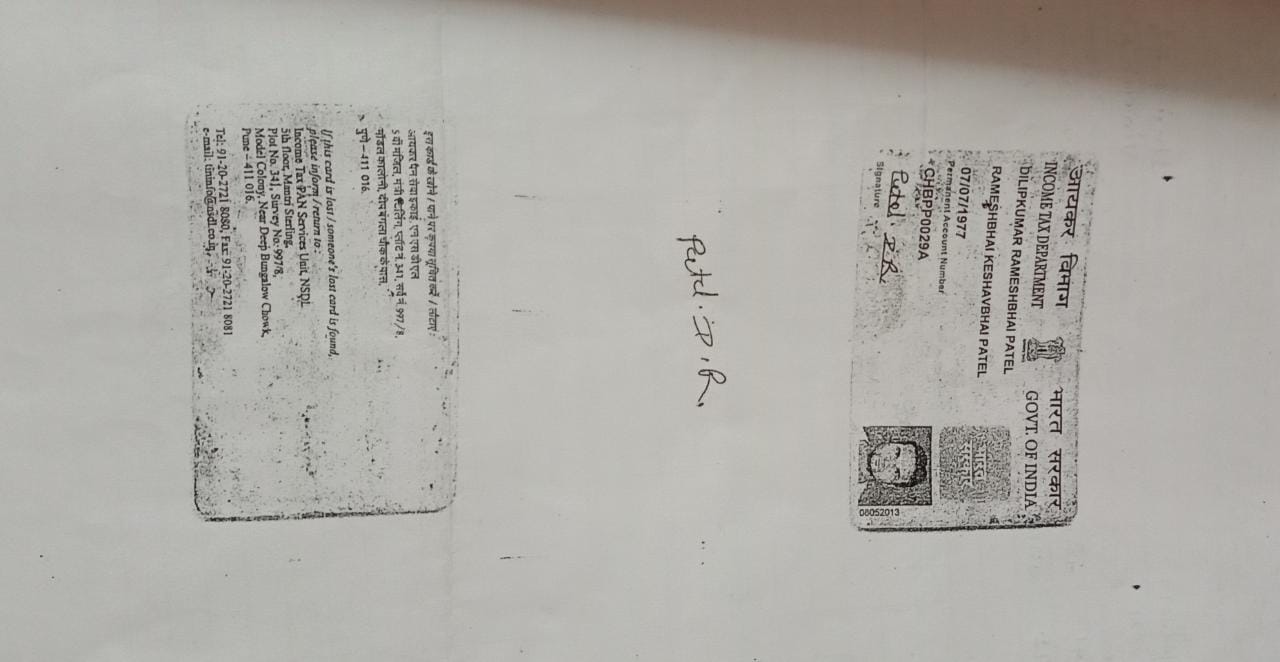 आयकर विभाग
भारत सरकार
INCOME TAX DEPARTMENT
GOVT. OF INDIA
DILIPKUMAR RAMESHBHAI PATEL
RAMESHBHAI KESHAVBHAI PATEL
07/07/1977
Permanent Account Number
CHBPP0029A
Patel D.R.
Signature
भारत सरकार
08052013
Patel. D.R.
इस कार्ड के खोने / पाने पर कृपया सूचित करें / लौटाएं :
आयकर पैन सेवा इकाई, एन एस डी एल
5 वी मंजिल, मंत्री स्टर्लिंग, प्लॉट नं. 341, सर्वे नं. 997/8,
मॉडल कालोनी, दीप बंगला चौक के पास,
पुणे – 411 016.
If this card is lost / someone's lost card is found,
please inform / return to :
Income Tax PAN Services Unit, NSDL
5th floor, Mantri Sterling,
Plot No. 341, Survey No. 997/8,
Model Colony, Near Deep Bungalow Chowk,
Pune – 411 016.
Tel: 91-20-2721 8080, Fax: 91-20-2721 8081
e-mail: tininfo@nsdl.co.in